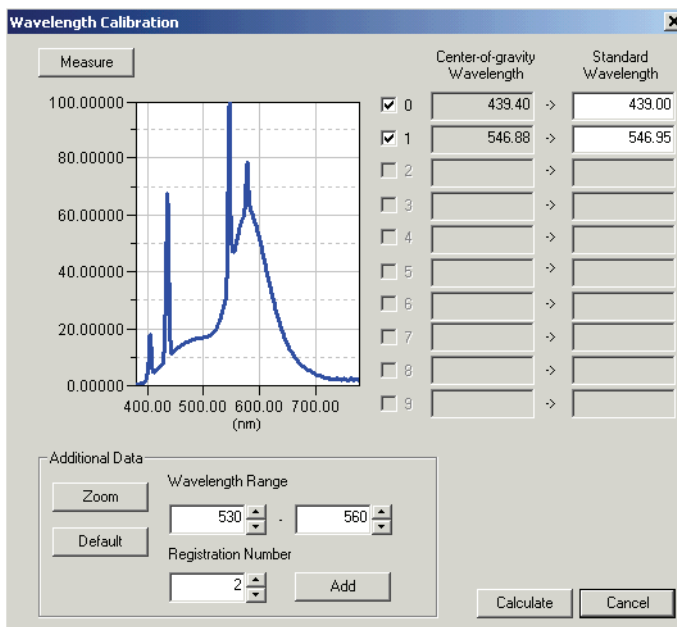 Wavelength Calibration
Measure
Center-of-gravity Wavelength
Standard Wavelength
100.00000
80.00000
60.00000
40.00000
20.00000
0.00000
400.00 500.00 600.00 700.00
(nm)
0 439.40 -> 439.00
1 546.88 -> 546.95
2 ->
3 ->
4 ->
5 ->
6 ->
7 ->
8 ->
9 ->
Additional Data
Zoom
Default
Wavelength Range
530 - 560
Registration Number
2
Add
Calculate
Cancel